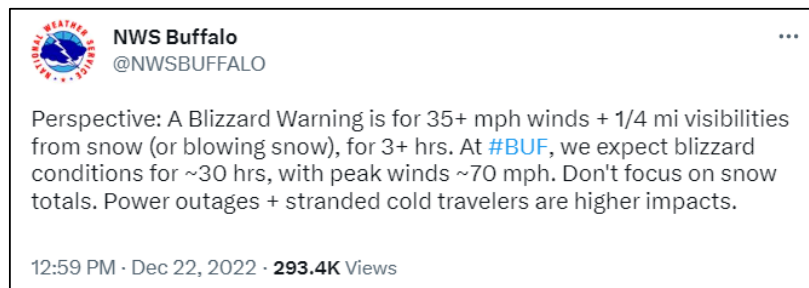 NATIONAL WEATHER SERVICE
NWS Buffalo
@NWSBUFFALO
Perspective: A Blizzard Warning is for 35+ mph winds + 1/4 mi visibilities
from snow (or blowing snow), for 3+ hrs. At #BUF, we expect blizzard
conditions for ~30 hrs, with peak winds ~70 mph. Don't focus on snow
totals. Power outages + stranded cold travelers are higher impacts.
12:59 PM · Dec 22, 2022 · 293.4K Views